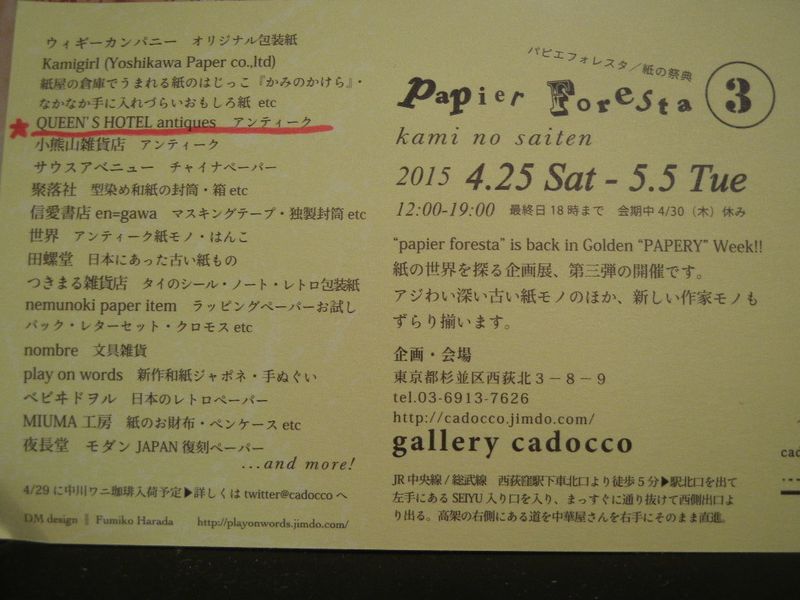 ウィギーカンパニー オリジナル包装紙
Kamigirl (Yoshikawa Paper co.,ltd)
紙屋の倉庫でうまれる紙のはじっこ『かみのかけら』・
なかなか手に入れづらいおもしろ紙 etc
QUEEN'S HOTEL antiques アンティーク
小熊山雑貨店 アンティーク
サウスアベニュー チャイナペーパー
聚落社 型染め和紙の封筒・箱 etc
信愛書店 en=gawa マスキングテープ・独製封筒 etc
世界 アンティーク紙モノ・はんこ
田螺堂 日本にあった古い紙もの
つきまる雑貨店 タイのシール・ノート・レトロ包装紙
nemunoki paper item ラッピングペーパーお試し
パック・レターセット・クロモス etc
nombre 文具雑貨
play on words 新作和紙ジャポネ・手ぬぐい
ベビヰドヲル 日本のレトロペーパー
MIUMA 工房 紙のお財布・ペンケース etc
夜長堂 モダン JAPAN 復刻ペーパー
...and more!
4/29 に中川ワニ珈琲入荷予定▶詳しくは twitter@cadocco へ
DM design ‖ Fumiko Harada http://playonwords.jimdo.com/
パピエフォレスタ／紙の祭典
Papier Foresta 3
kami no saiten
2015 4.25 Sat - 5.5 Tue
12:00-19:00 最終日 18 時まで 会期中 4/30（木）休み
“papier foresta” is back in Golden “PAPERY” Week!!
紙の世界を探る企画展、第三弾の開催です。
アジわい深い古い紙モノのほか、新しい作家モノも
ずらり揃います。
企画・会場
東京都杉並区西荻北３－８－９
tel.03-6913-7626
http://cadocco.jimdo.com/
gallery cadocco
JR 中央線 / 総武線 西荻窪駅下車北口より徒歩 5 分▶駅北口を出て
左手にある SEIYU 入り口を入り、まっすぐに通り抜けて西側出口よ
り出る。高架の右側にある道を中華屋さんを右手にそのまま直進。
cad